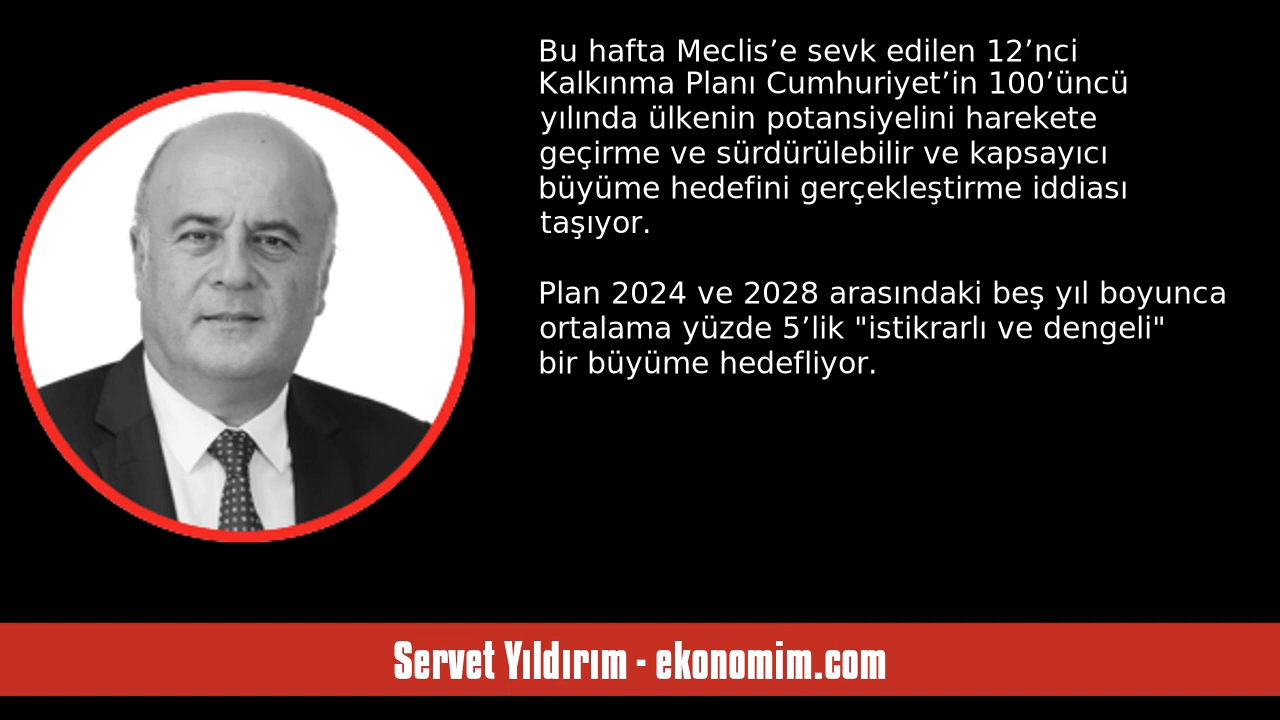 Bu hafta Meclis’e sevk edilen 12’nci
Kalkınma Planı Cumhuriyet’in 100’üncü
yılında ülkenin potansiyelini harekete
geçirme ve sürdürülebilir ve kapsayıcı
büyüme hedefini gerçekleştirme iddiası
taşıyor.
Plan 2024 ve 2028 arasındaki beş yıl boyunca
ortalama yüzde 5’lik "istikrarlı ve dengeli"
bir büyüme hedefliyor.
Servet Yıldırım - ekonomim.com